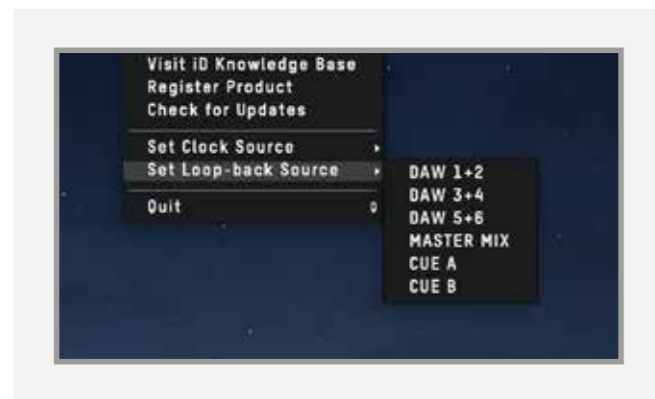 Visit iD Knowledge Base
Register Product
Check for Updates
Set Clock Source
Set Loop-back Source
Quit
DAW 1+2
DAW 3+4
DAW 5+6
MASTER MIX
CUE A
CUE B